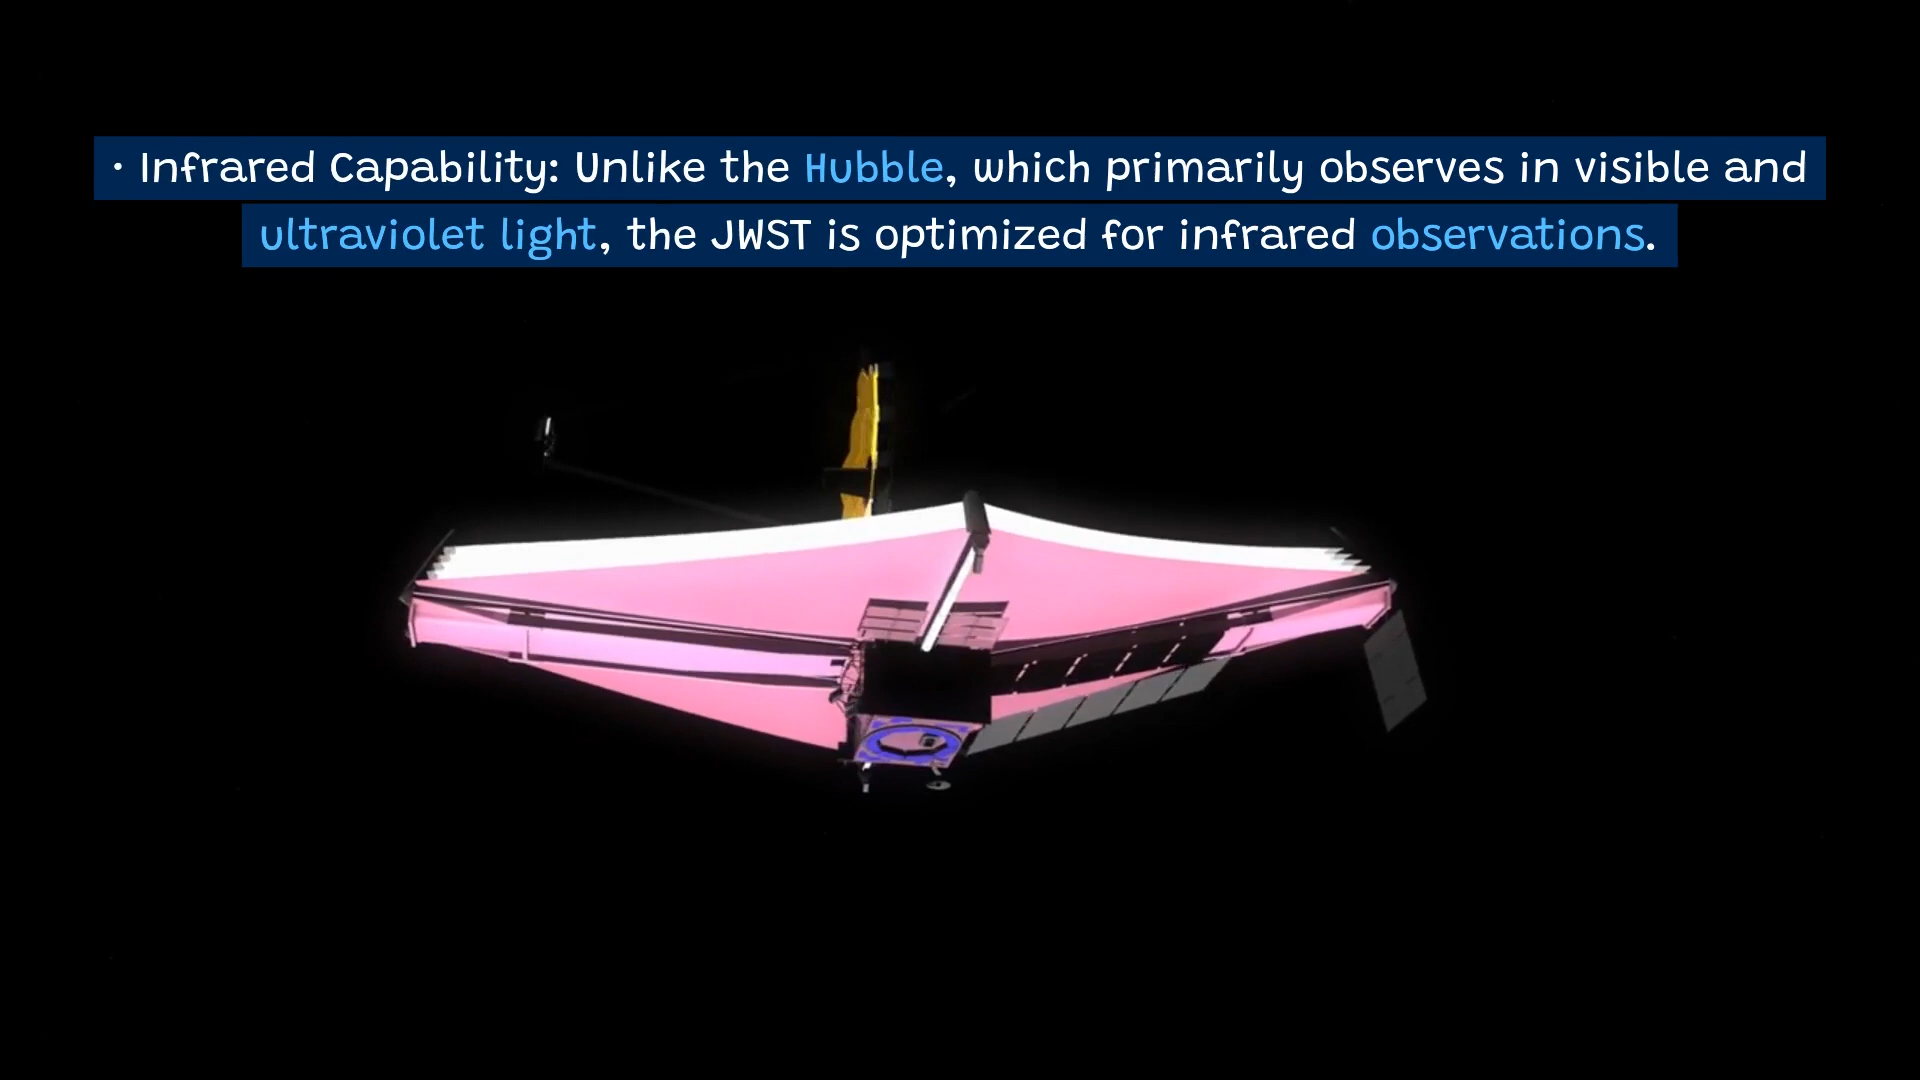 · Infrared Capability: Unlike the Hubble, which primarily observes in visible and
ultraviolet light, the JWST is optimized for infrared observations.